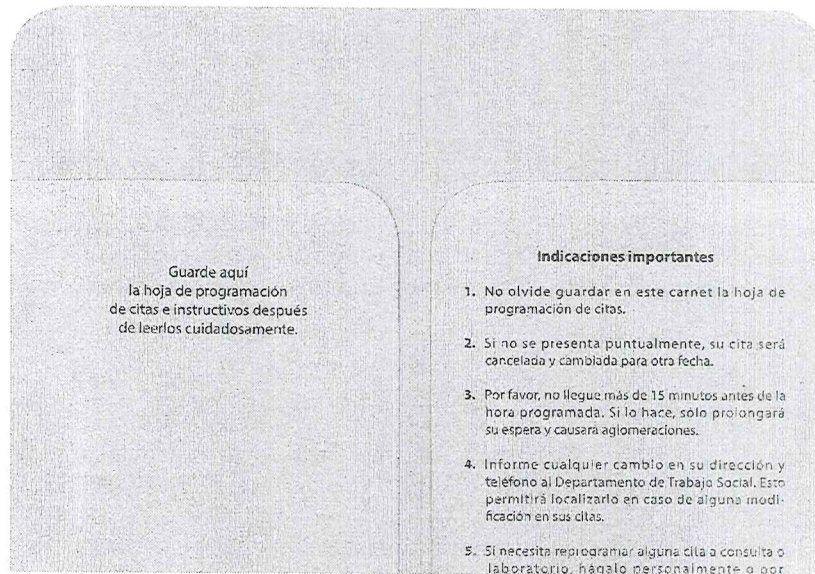 Guarde aquí
la hoja de programación
de citas e instructivos después
de leerlos cuidadosamente.
Indicaciones importantes
1. No olvide guardar en este carnet la hoja de
programación de citas.
2. Si no se presenta puntualmente, su cita será
cancelada y cambiada para otra fecha.
3. Por favor, no llegue más de 15 minutos antes de la
hora programada. Si lo hace, sólo prolongará
su espera y causará aglomeraciones.
4. Informe cualquier cambio en su dirección y
teléfono al Departamento de Trabajo Social. Esto
permitirá localizarlo en caso de alguna modi-
ficación en sus citas.
5. Si necesita reprogramar alguna cita a consulta o
laboratorio, hágalo personalmente o por